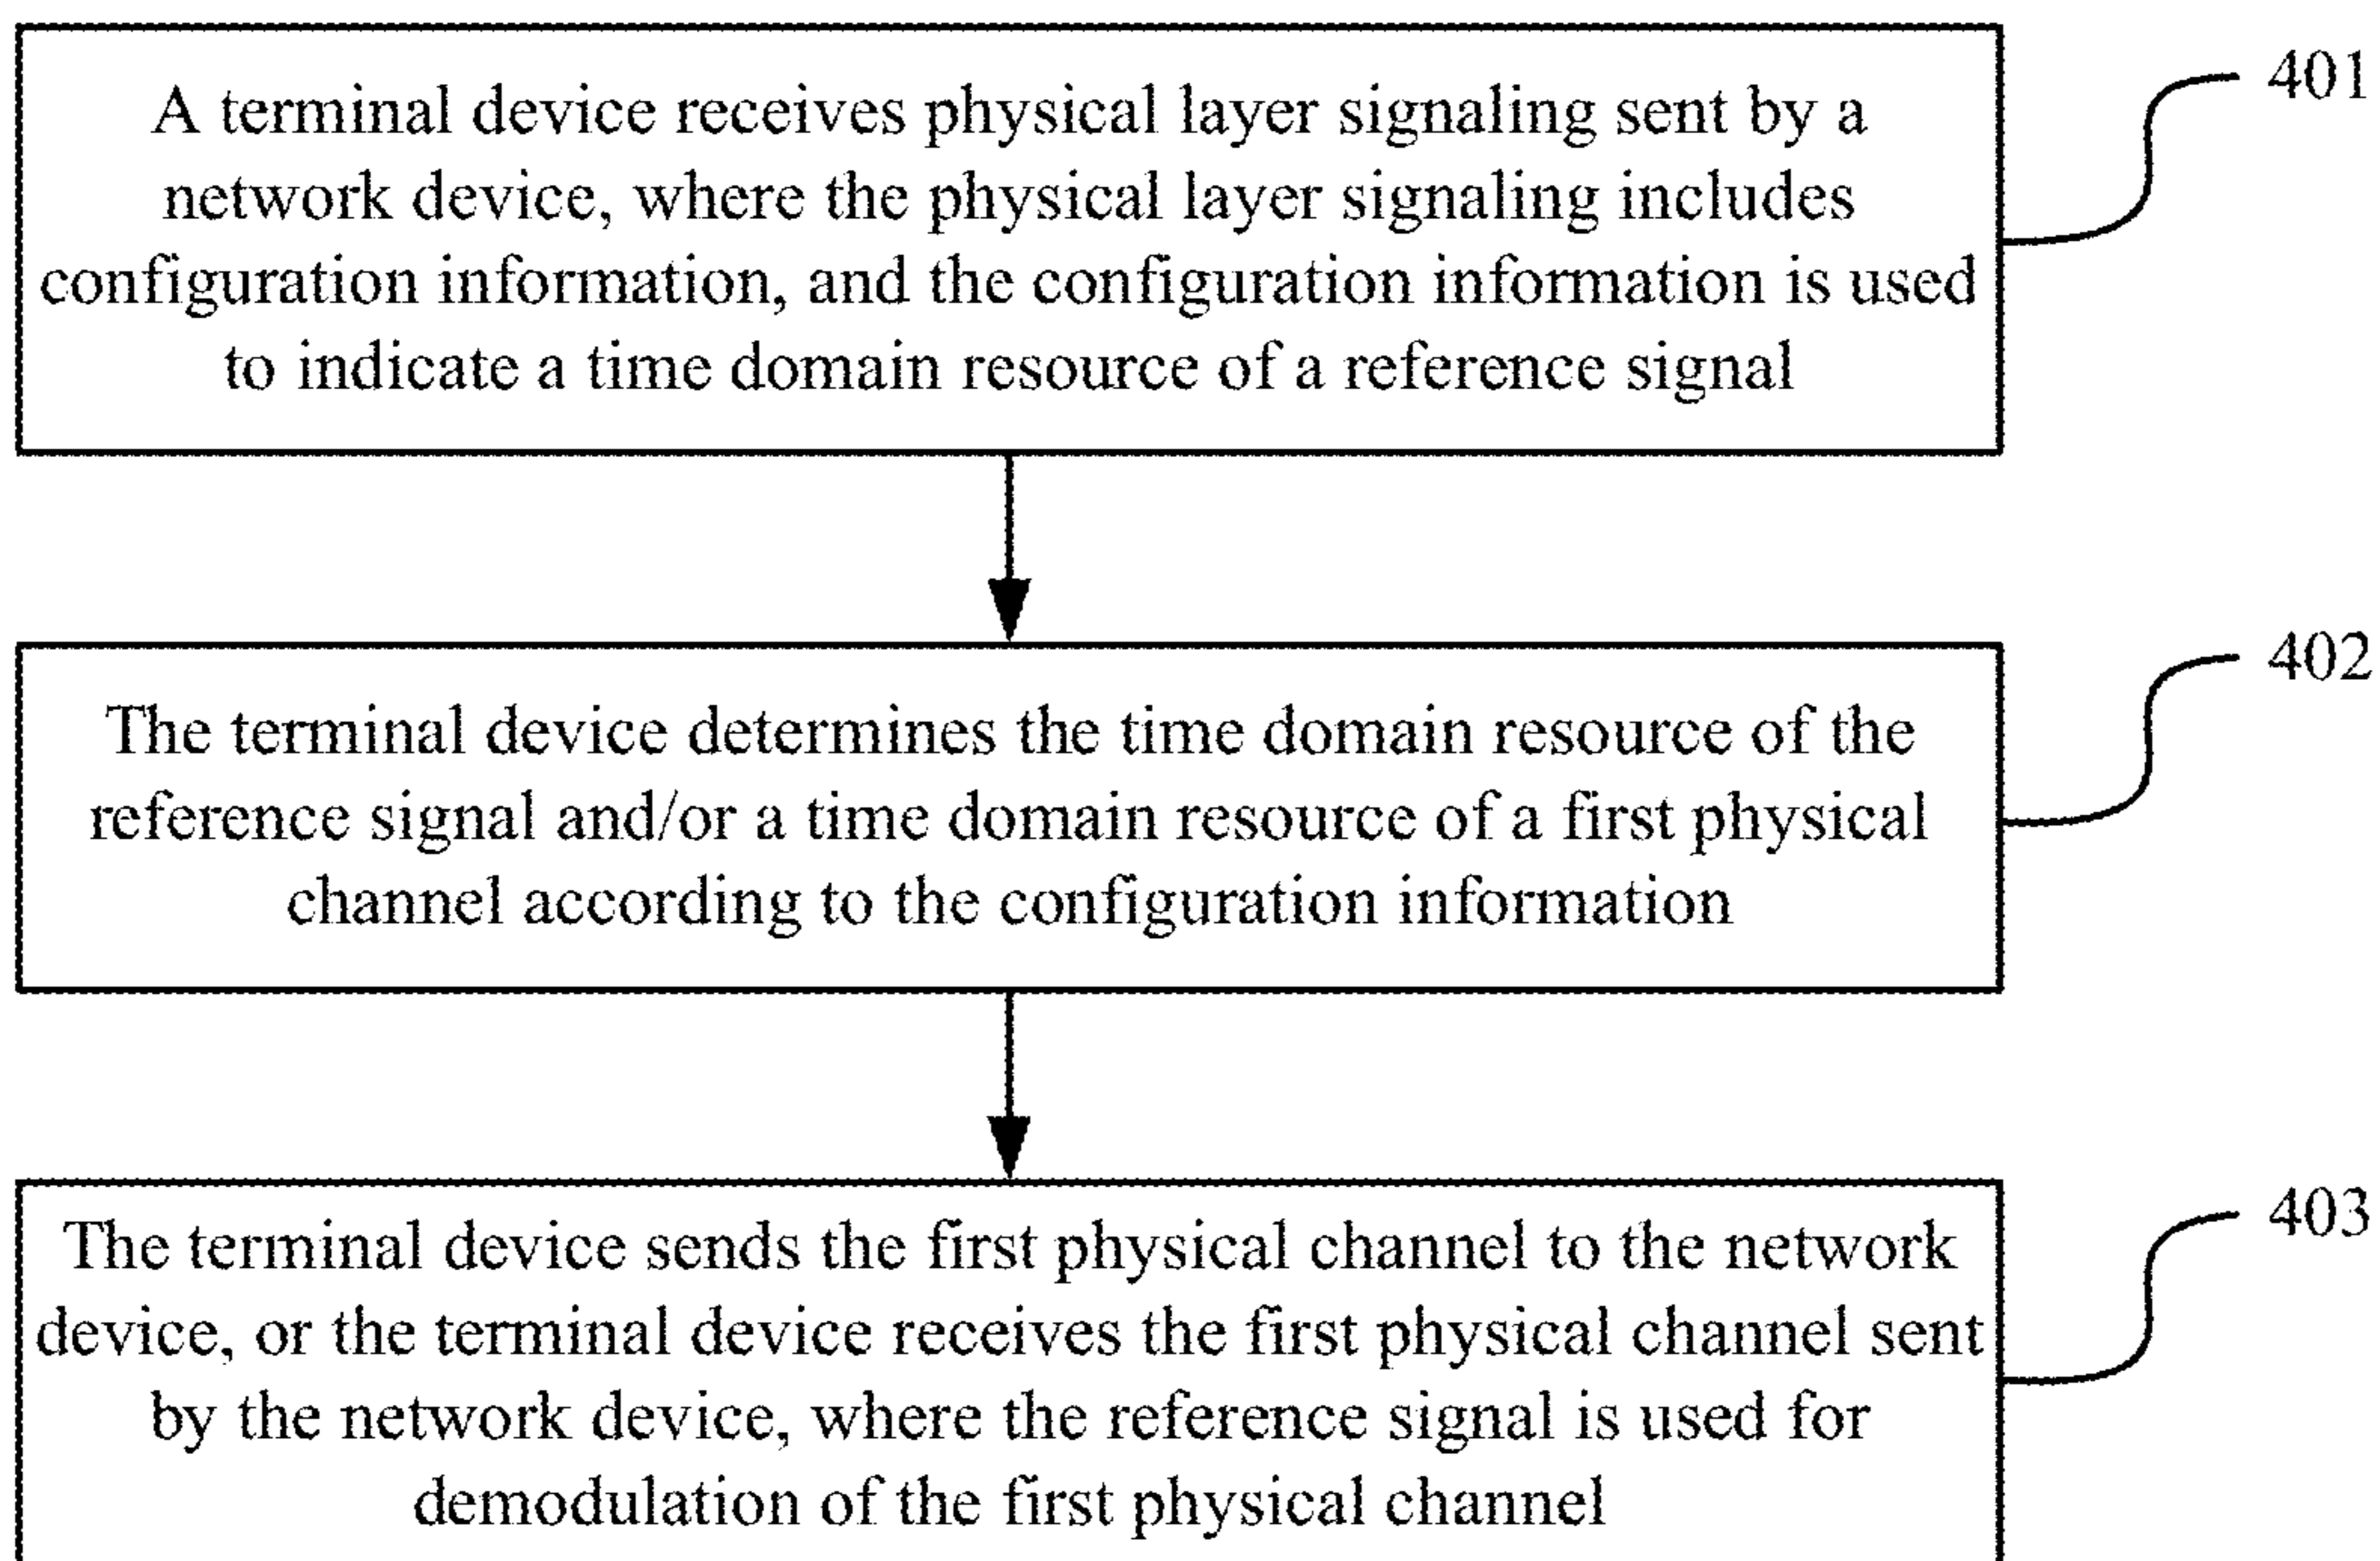 A terminal device receives physical layer signaling sent by a
network device, where the physical layer signaling includes
configuration information, and the configuration information is used
to indicate a time domain resource of a reference signal
401
The terminal device determines the time domain resource of the
reference signal and/or a time domain resource of a first physical
channel according to the configuration information
402
The terminal device sends the first physical channel to the network
device, or the terminal device receives the first physical channel sent
by the network device, where the reference signal is used for
demodulation of the first physical channel
403